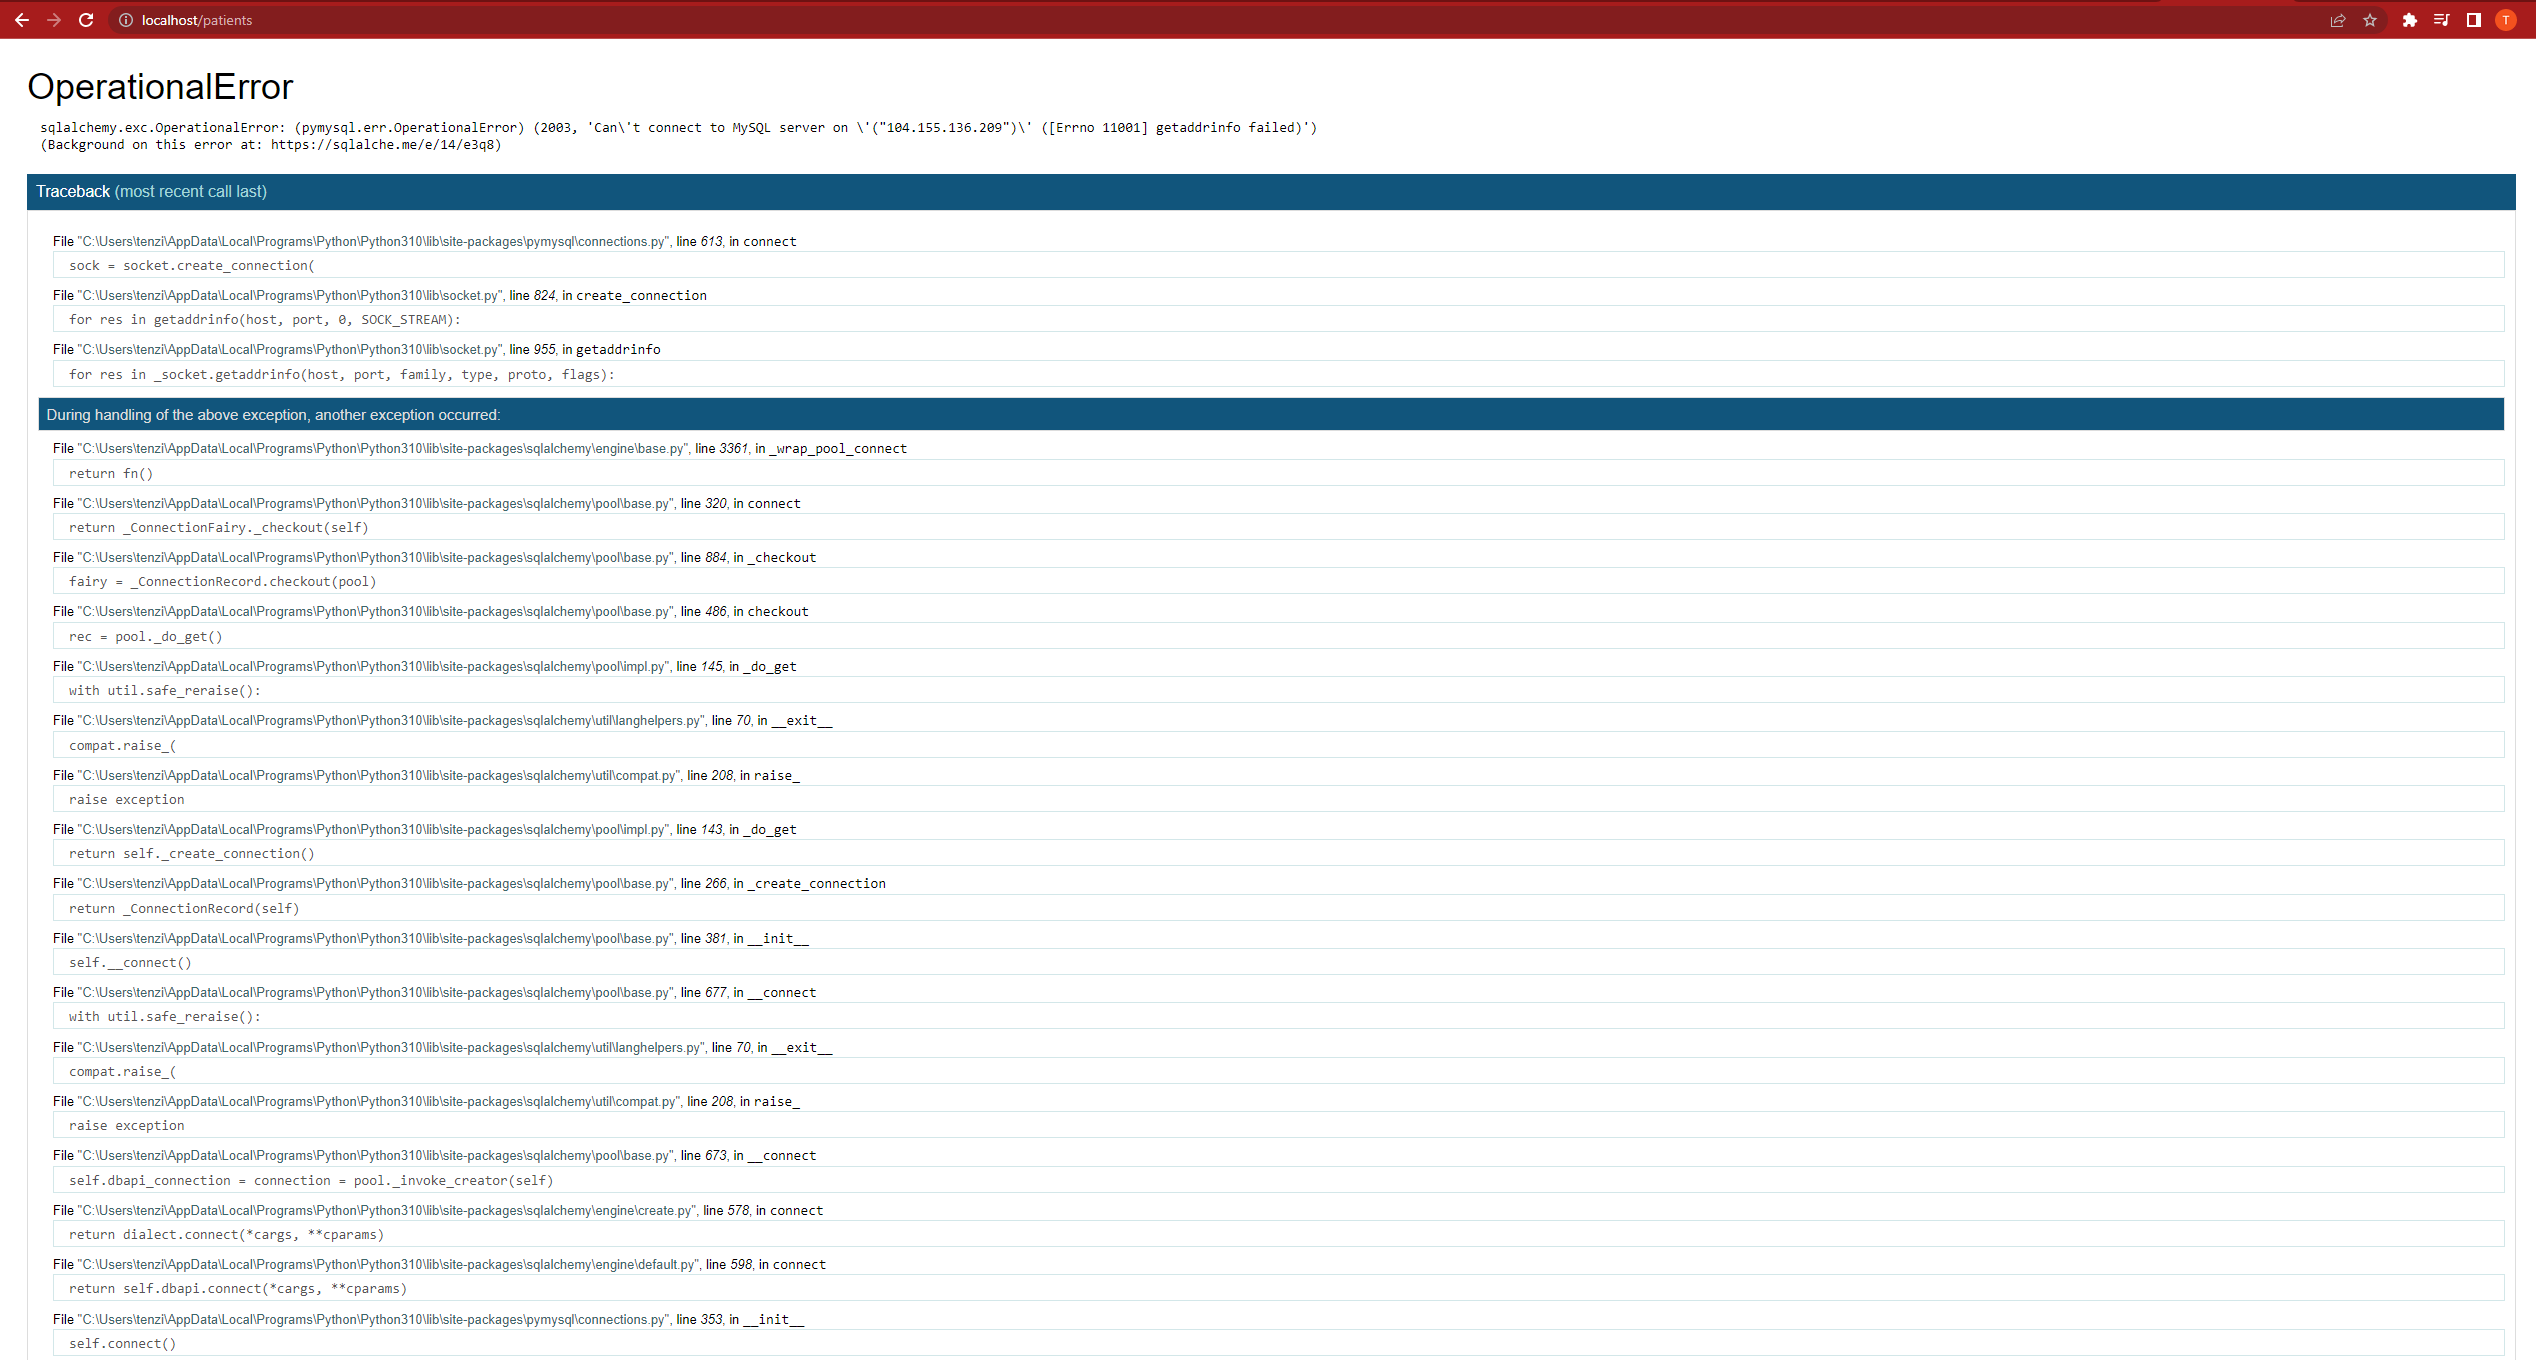 localhost/patients
T
OperationalError
sqlalchemy.exc.OperationalError: (pymysql.err.OperationalError) (2003, 'Can\'t connect to MySQL server on \'("104.155.136.209")\' ([Errno 11001] getaddrinfo failed)')
(Background on this error at: https://sqlalche.me/e/14/e3q8)
Traceback (most recent call last)
File "C:\Users\tenzi\AppData\Local\Programs\Python\Python310\lib\site-packages\pymysql\connections.py", line 613, in connect
sock = socket.create_connection(
File "C:\Users\tenzi\AppData\Local\Programs\Python\Python310\lib\socket.py", line 824, in create_connection
for res in getaddrinfo(host, port, 0, SOCK_STREAM):
File "C:\Users\tenzi\AppData\Local\Programs\Python\Python310\lib\socket.py", line 955, in getaddrinfo
for res in _socket.getaddrinfo(host, port, family, type, proto, flags):
During handling of the above exception, another exception occurred:
File "C:\Users\tenzi\AppData\Local\Programs\Python\Python310\lib\site-packages\sqlalchemy\engine\base.py", line 3361, in _wrap_pool_connect
return fn()
File "C:\Users\tenzi\AppData\Local\Programs\Python\Python310\lib\site-packages\sqlalchemy\pool\base.py", line 320, in connect
return _ConnectionFairy._checkout(self)
File "C:\Users\tenzi\AppData\Local\Programs\Python\Python310\lib\site-packages\sqlalchemy\pool\base.py", line 884, in _checkout
fairy = _ConnectionRecord.checkout(pool)
File "C:\Users\tenzi\AppData\Local\Programs\Python\Python310\lib\site-packages\sqlalchemy\pool\base.py", line 486, in checkout
rec = pool._do_get()
File "C:\Users\tenzi\AppData\Local\Programs\Python\Python310\lib\site-packages\sqlalchemy\pool\impl.py", line 145, in _do_get
with util.safe_reraise():
File "C:\Users\tenzi\AppData\Local\Programs\Python\Python310\lib\site-packages\sqlalchemy\util\langhelpers.py", line 70, in __exit__
compat.raise_(
File "C:\Users\tenzi\AppData\Local\Programs\Python\Python310\lib\site-packages\sqlalchemy\util\compat.py", line 208, in raise_
raise exception
File "C:\Users\tenzi\AppData\Local\Programs\Python\Python310\lib\site-packages\sqlalchemy\pool\impl.py", line 143, in _do_get
return self._create_connection()
File "C:\Users\tenzi\AppData\Local\Programs\Python\Python310\lib\site-packages\sqlalchemy\pool\base.py", line 266, in _create_connection
return _ConnectionRecord(self)
File "C:\Users\tenzi\AppData\Local\Programs\Python\Python310\lib\site-packages\sqlalchemy\pool\base.py", line 381, in __init__
self.__connect()
File "C:\Users\tenzi\AppData\Local\Programs\Python\Python310\lib\site-packages\sqlalchemy\pool\base.py", line 677, in __connect
with util.safe_reraise():
File "C:\Users\tenzi\AppData\Local\Programs\Python\Python310\lib\site-packages\sqlalchemy\util\langhelpers.py", line 70, in __exit__
compat.raise_(
File "C:\Users\tenzi\AppData\Local\Programs\Python\Python310\lib\site-packages\sqlalchemy\util\compat.py", line 208, in raise_
raise exception
File "C:\Users\tenzi\AppData\Local\Programs\Python\Python310\lib\site-packages\sqlalchemy\pool\base.py", line 673, in __connect
self.dbapi_connection = connection = pool._invoke_creator(self)
File "C:\Users\tenzi\AppData\Local\Programs\Python\Python310\lib\site-packages\sqlalchemy\engine\create.py", line 578, in connect
return dialect.connect(*cargs, **cparams)
File "C:\Users\tenzi\AppData\Local\Programs\Python\Python310\lib\site-packages\sqlalchemy\engine\default.py", line 598, in connect
return self.dbapi.connect(*cargs, **cparams)
File "C:\Users\tenzi\AppData\Local\Programs\Python\Python310\lib\site-packages\pymysql\connections.py", line 353, in __init__
self.connect()